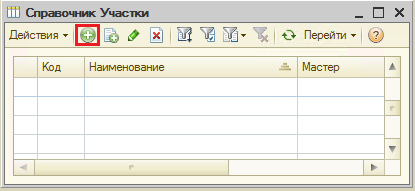 Справочник Участки
Действия Перейти
Код Наименование Мастер